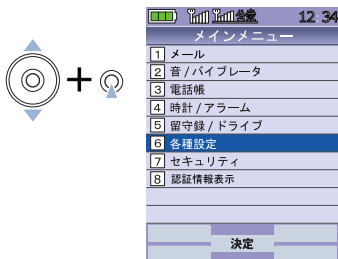 12:34
メインメニュー
1 メール
2 音/バイブレータ
3 電話帳
4 時計/アラーム
5 留守録/ドライブ
6 各種設定
7 セキュリティ
8 認証情報表示
決定